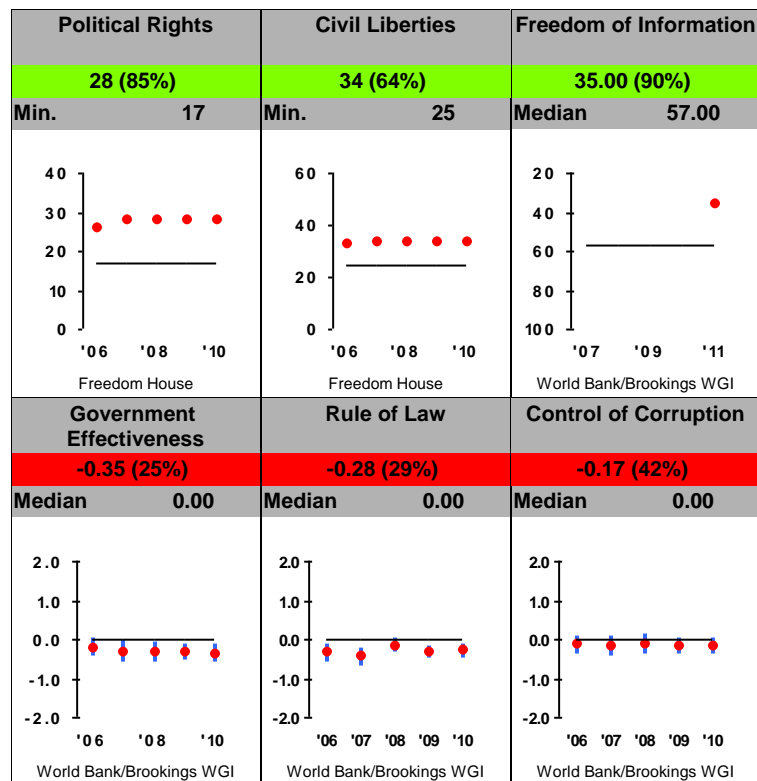 Political Rights
28 (85%)
Min. 17
40
30
20
10
0
'06 '08 '10
Freedom House
Civil Liberties
34 (64%)
Min. 25
60
40
20
0
'06 '08 '10
Freedom House
Freedom of Information
35.00 (90%)
Median 57.00
20
40
60
80
100
'07 '09 '11
World Bank/Brookings WGI
Government
Effectiveness
-0.35 (25%)
Median 0.00
2.0
1.0
0.0
-1.0
-2.0
'06 '08 '10
World Bank/Brookings WGI
Rule of Law
-0.28 (29%)
Median 0.00
2.0
1.0
0.0
-1.0
-2.0
'06 '07 '08 '09 '10
World Bank/Brookings WGI
Control of Corruption
-0.17 (42%)
Median 0.00
2.0
1.0
0.0
-1.0
-2.0
'06 '07 '08 '09 '10
World Bank/Brookings WGI